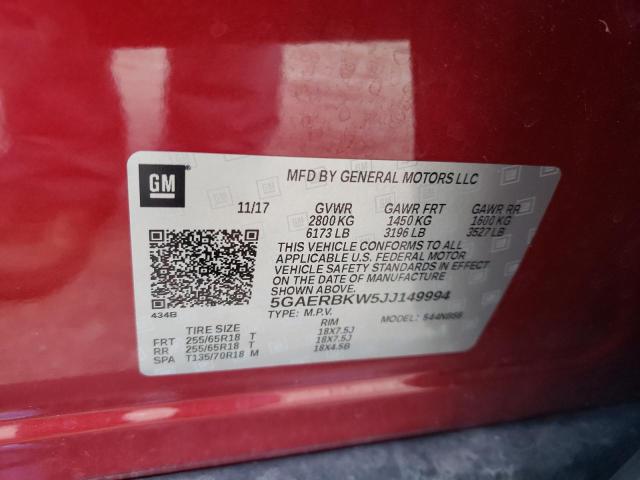 GM
MFD BY GENERAL MOTORS LLC
11/17 GVWR GAWR FRT GAWR RR
2800 KG 1450 KG 1600 KG
6173 LB 3196 LB 3527 LB
THIS VEHICLE CONFORMS TO ALL
APPLICABLE U.S. FEDERAL MOTOR
VEHICLE SAFETY STANDARDS IN
EFFECT ON THE DATE OF MANUFACTURE
SHOWN ABOVE.
5GAERBKW5JJ149994
434B
TYPE: M.P.V. MODEL:
TIRE SIZE RIM
FRT 255/65R18 T 18X7.5J
RR 255/65R18 T 18X7.5J
SPA T135/70R18 M 18X4.5B